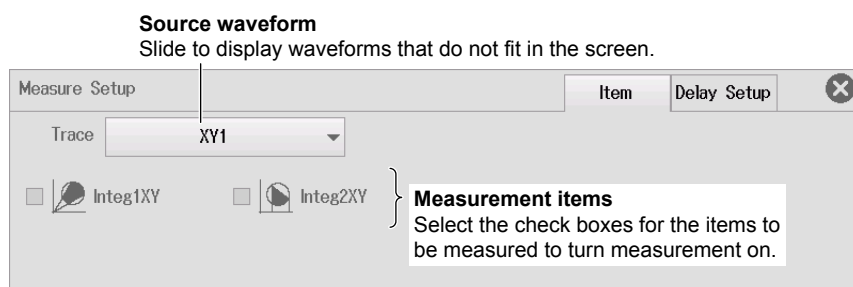 Source waveform
Slide to display waveforms that do not fit in the screen.
Measure Setup
Item
Delay Setup
Trace
XY1
Integ1XY
Integ2XY
Measurement items
Select the check boxes for the items to
be measured to turn measurement on.